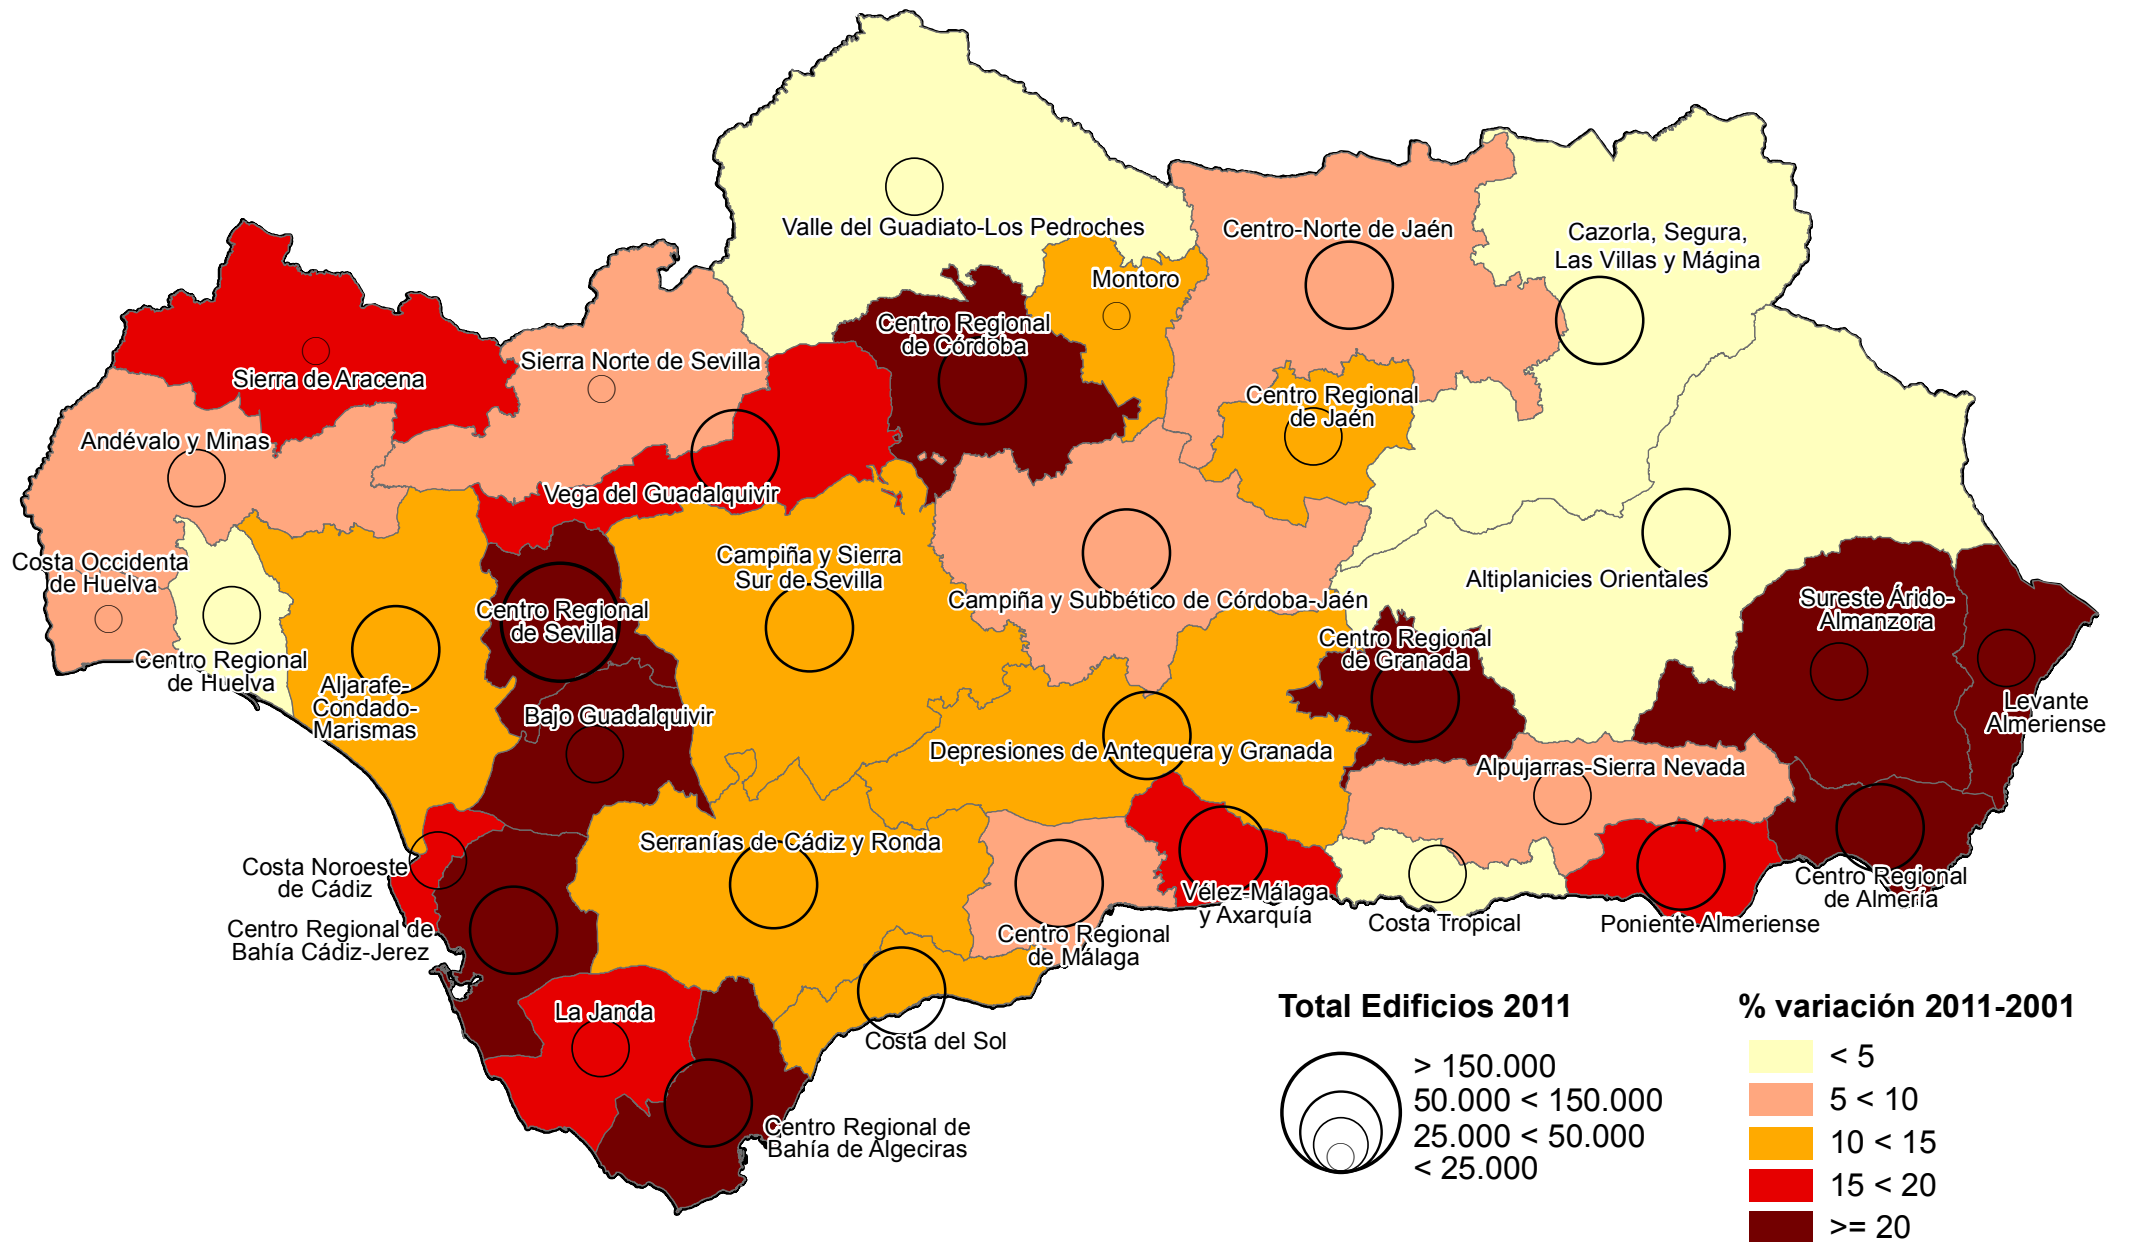 Valle del Guadiato-Los Pedroches
Centro-Norte de Jaén
Cazorla, Segura,
Las Villas y Mágina
Montoro
Centro Regional
de Córdoba
Sierra Norte de Sevilla
Sierra de Aracena
Centro Regional
de Jaén
Andévalo y Minas
Vega del Guadalquivir
Costa Occidenta
de Huelva
Campiña y Sierra
Sur de Sevilla
Altiplanicies Orientales
Campiña y Subbético de Córdoba-Jaén
Sureste Árido-
Almanzora
Centro Regional
de Sevilla
Centro Regional
de Granada
Centro Regional
de Huelva
Aljarafe-
Condado-
Marismas
Bajo Guadalquivir
Levante
Almeriense
Depresiones de Antequera y Granada
Alpujarras-Sierra Nevada
Serranías de Cádiz y Ronda
Costa Noroeste
de Cádiz
Vélez-Málaga
y Axarquía
Centro Regional
de Almería
Costa Tropical
Poniente Almeriense
Centro Regional de
Bahía Cádiz-Jerez
Centro Regional
de Málaga
La Janda
Costa del Sol
Centro Regional de
Bahía de Algeciras
Total Edificios 2011
> 150.000
50.000 < 150.000
25.000 < 50.000
< 25.000
% variación 2011-2001
< 5
5 < 10
10 < 15
15 < 20
>= 20